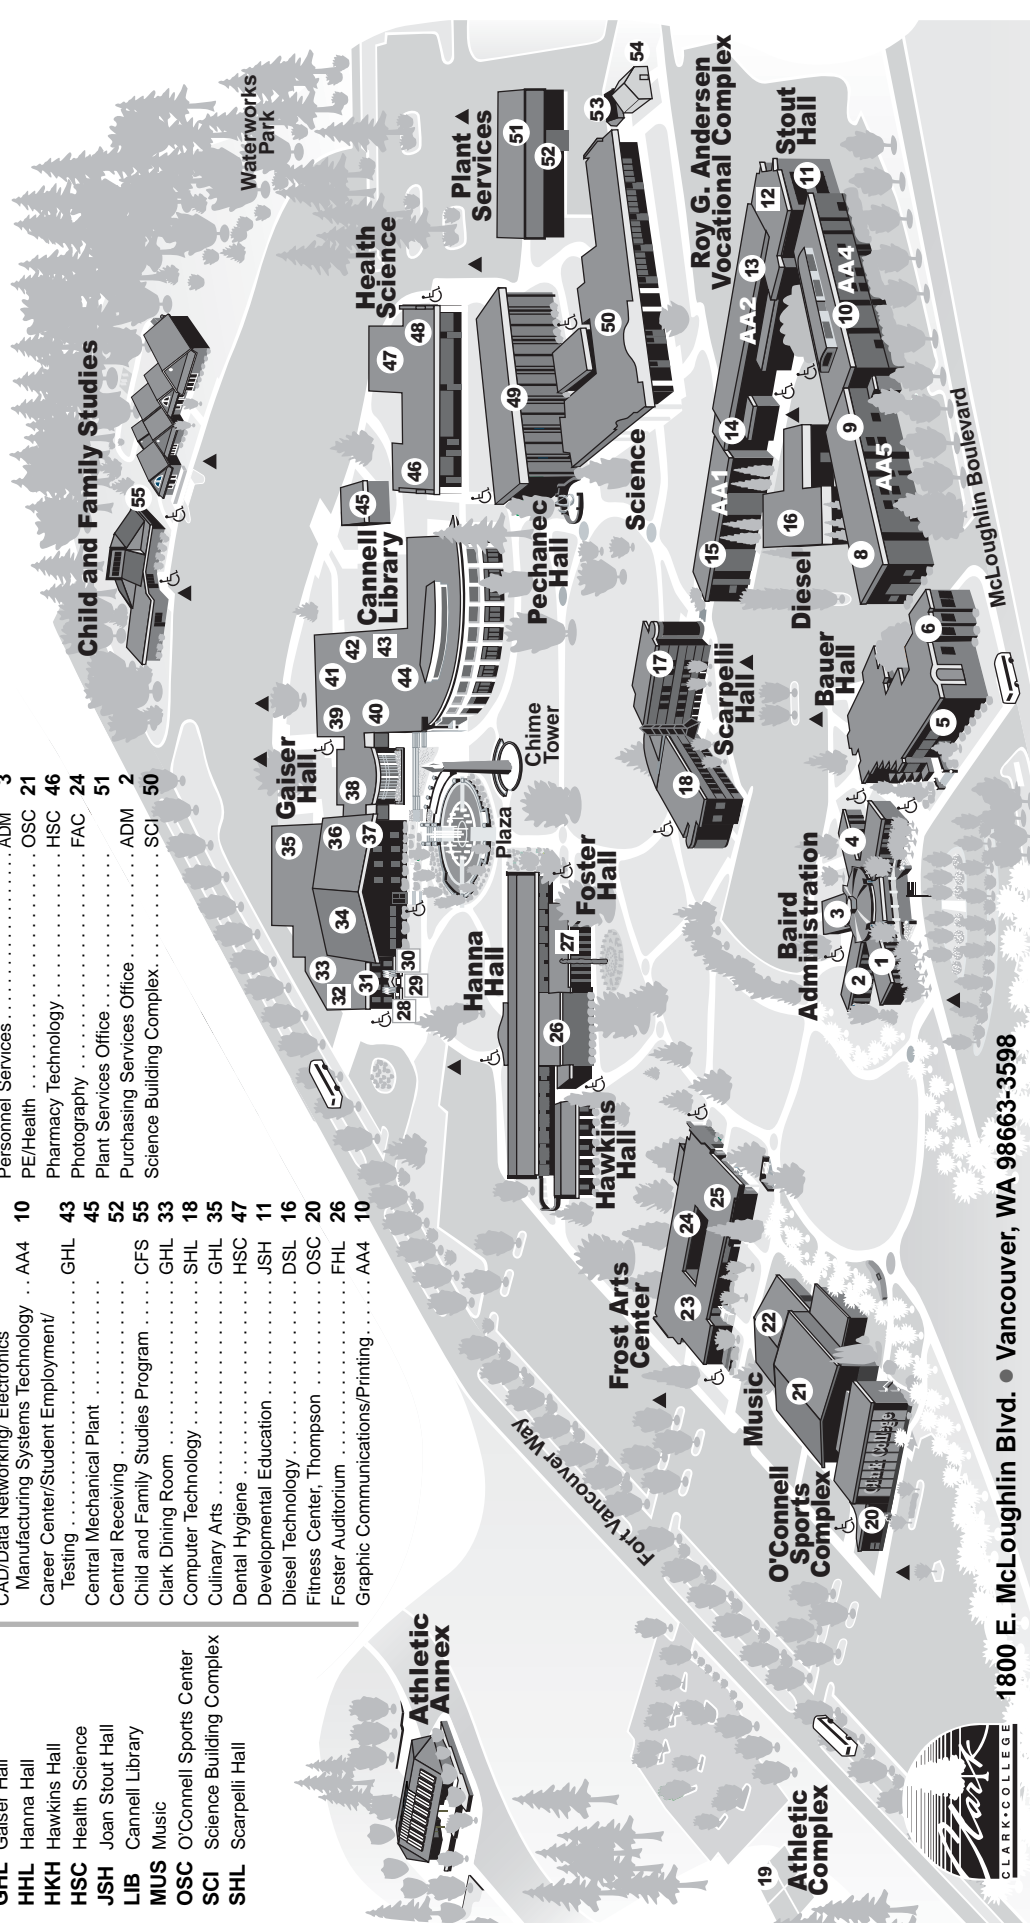 GHL Gaiser Hall
HHL Hanna Hall
HKH Hawkins Hall
HSC Health Science
JSH Joan Stout Hall
LIB Cannell Library
MUS Music
OSC O'Connell Sports Center
SCI Science Building Complex
SHL Scarpelli Hall
CAD/Data Networking/ Electronics
Manufacturing Systems Technology . . AA4 10
Career Center/Student Employment/
Testing . . . . . . . . . . . . . . . . . . . . . . . . . . GHL 43
Central Mechanical Plant . . . . . . . . . . . . . . . . 45
Central Receiving . . . . . . . . . . . . . . . . . . . . . . 52
Child and Family Studies Program . . . . . CFS 55
Clark Dining Room . . . . . . . . . . . . . . . . . GHL 33
Computer Technology . . . . . . . . . . . . . . SHL 18
Culinary Arts . . . . . . . . . . . . . . . . . . . . . GHL 35
Dental Hygiene . . . . . . . . . . . . . . . . . . . HSC 47
Developmental Education . . . . . . . . . . . JSH 11
Diesel Technology. . . . . . . . . . . . . . . . . DSL 16
Fitness Center, Thompson . . . . . . . . . . OSC 20
Foster Auditorium . . . . . . . . . . . . . . . . . FHL 26
Graphic Communications/Printing. . . . . . AA4 10
Personnel Services. . . . . . . . . . . . . . . . ADM 3
PE/Health . . . . . . . . . . . . . . . . . . . . . . OSC 21
Pharmacy Technology . . . . . . . . . . . . . HSC 46
Photography . . . . . . . . . . . . . . . . . . . . FAC 24
Plant Services Office. . . . . . . . . . . . . . . . . . 51
Purchasing Services Office . . . . . . . . . . ADM 2
Science Building Complex. . . . . . . . . . . SCI 50
Waterworks
Park
Child and Family Studies
55
Health
Science
46
47
48
Plant
Services
51
52
53
54
Cannell
Library
45
39
40
41
42
43
44
Gaiser
Hall
28
29
30
31
32
33
34
35
36
37
38
Pechanec
Hall
49
Science
50
Chime
Tower
Plaza
Hanna
Hall
Foster
Hall
26
27
Hawkins
Hall
Roy G. Andersen
Vocational Complex
Stout
Hall
AA1
AA2
AA4
AA5
8
9
10
11
12
13
14
15
16
Diesel
Scarpelli
Hall
17
18
Bauer
Hall
5
6
McLoughlin Boulevard
Baird
Administration
1
2
3
4
Frost Arts
Center
23
24
25
Music
22
O'Connell
Sports
Complex
20
21
Clark College
Fort Vancouver Way
Athletic
Annex
19
Athletic
Complex
Clark
CLARK•COLLEGE
1800 E. McLoughlin Blvd. ● Vancouver, WA 98663-3598